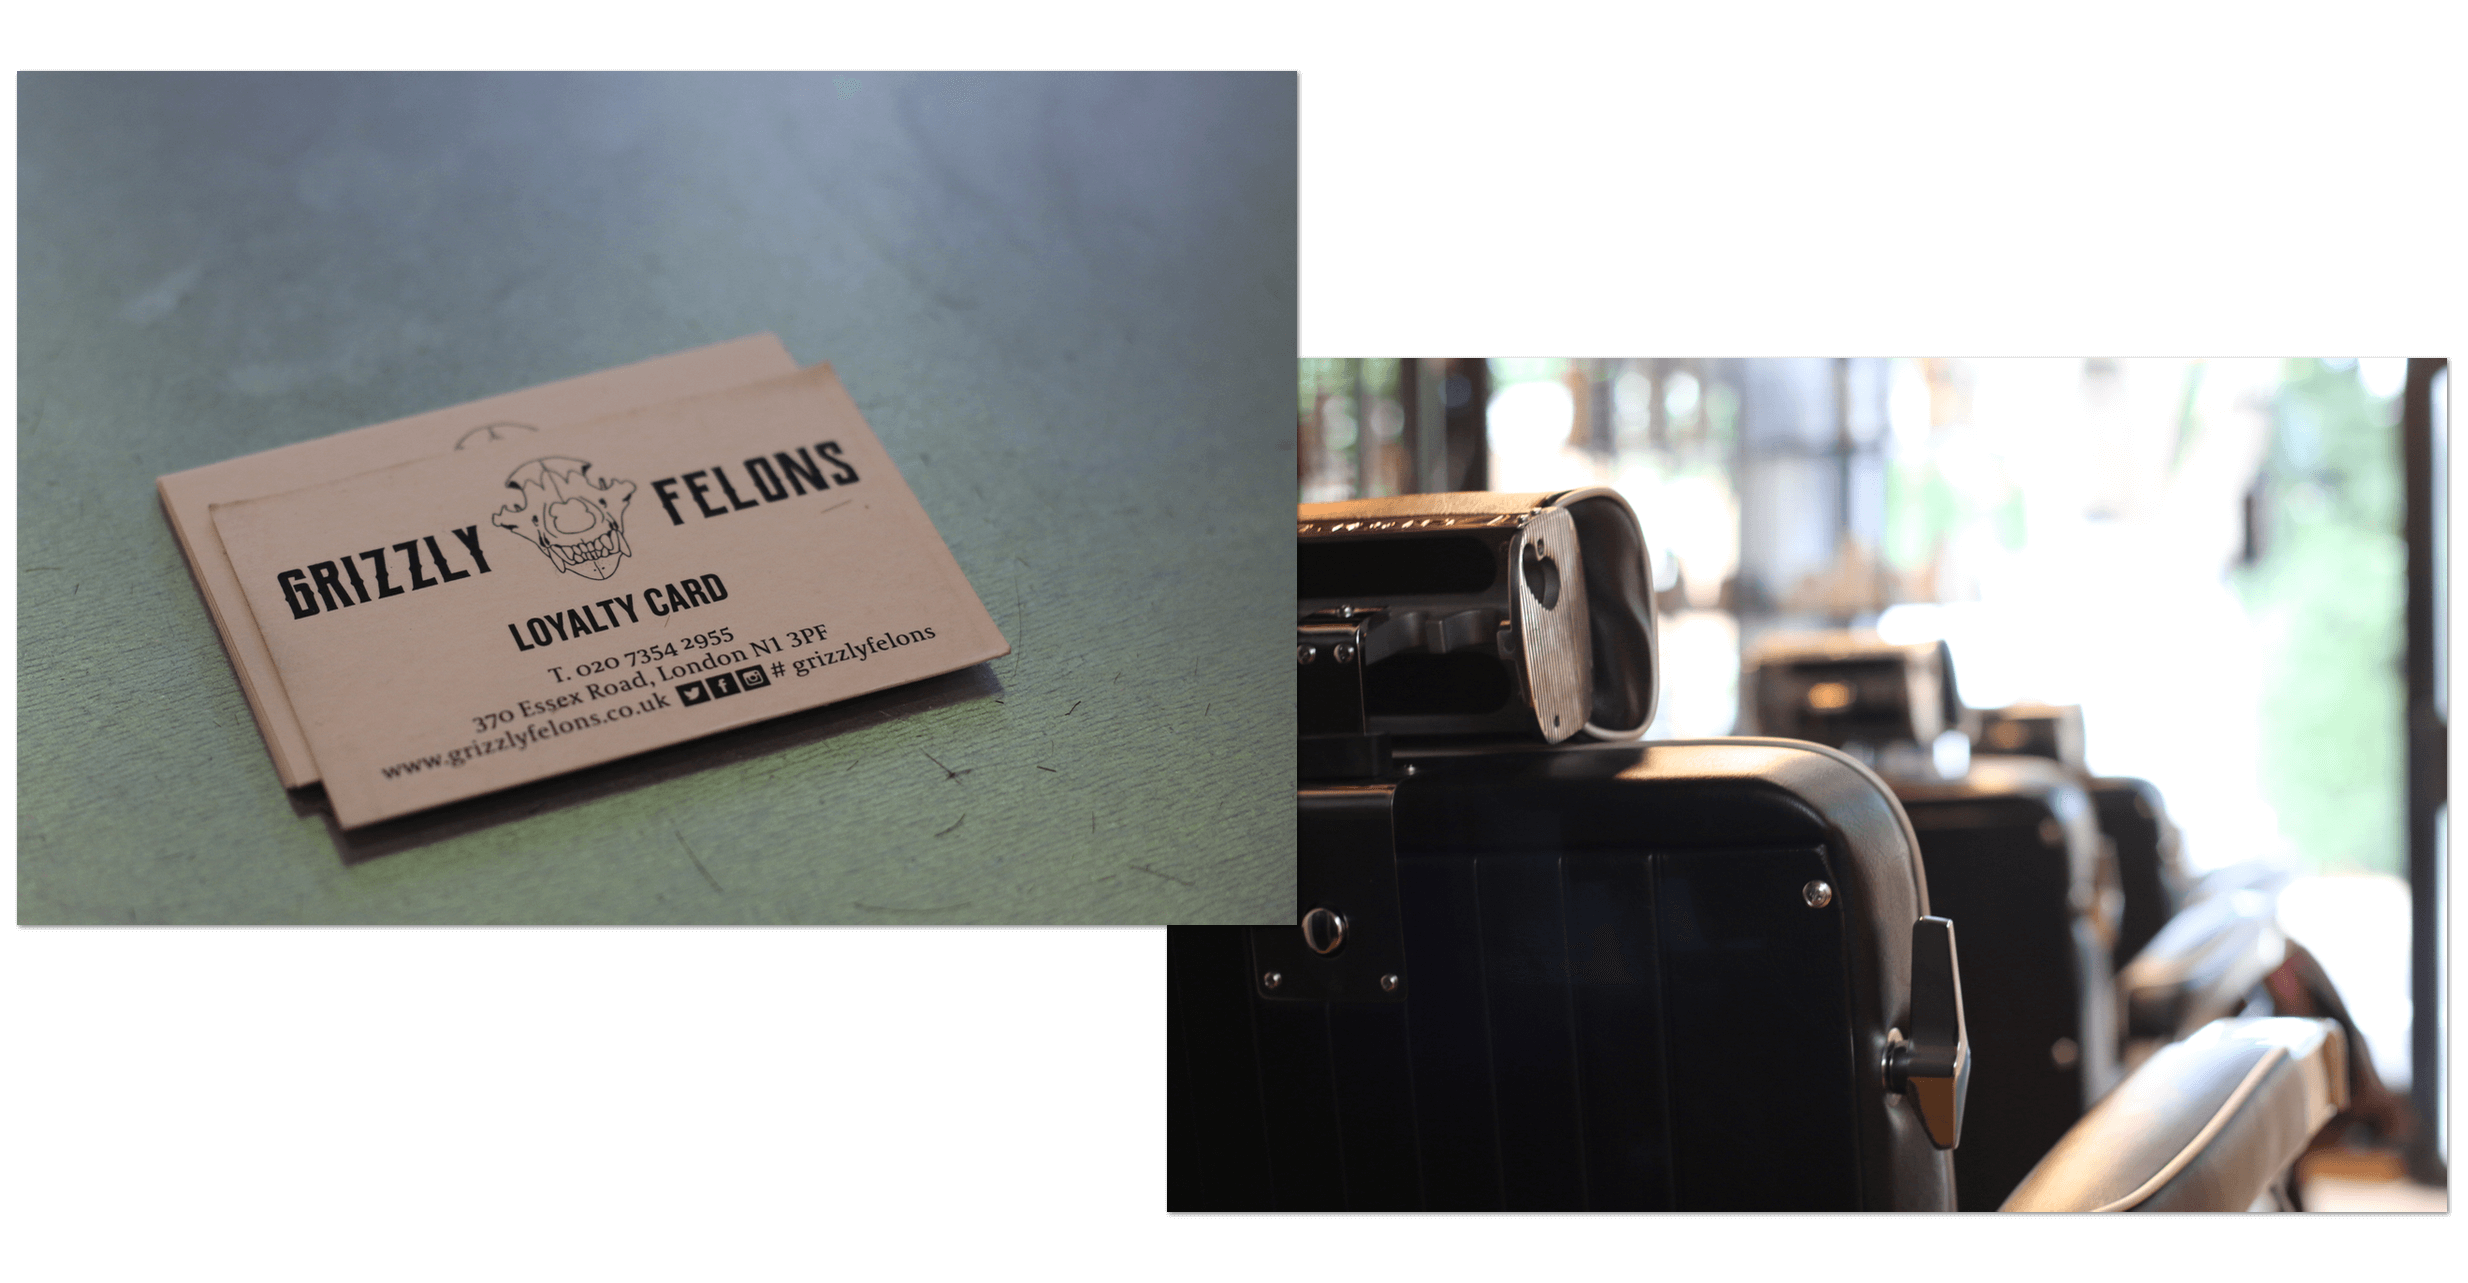 GRIZZLY FELONS
LOYALTY CARD
T. 020 7354 2955
370 Essex Road, London N1 3PF
www.grizzlyfelons.co.uk # grizzlyfelons